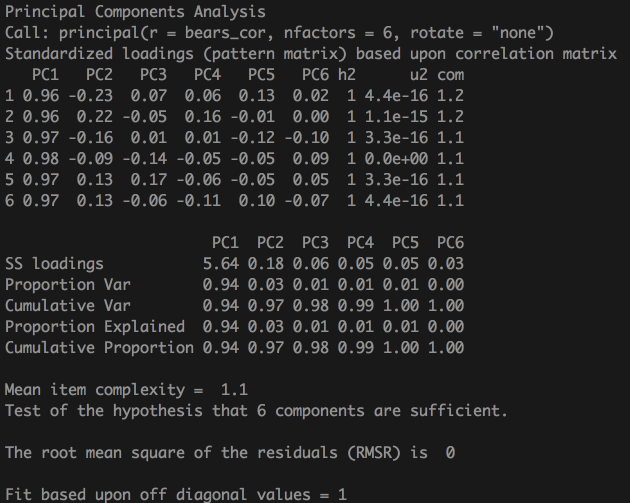 Principal Components Analysis
Call: principal(r = bears_cor, nfactors = 6, rotate = "none")
Standardized loadings (pattern matrix) based upon correlation matrix
PC1 PC2 PC3 PC4 PC5 PC6 h2 u2 com
1 0.96 -0.23 0.07 0.06 0.13 0.02 1 4.4e-16 1.2
2 0.96 0.22 -0.05 0.16 -0.01 0.00 1 1.1e-15 1.2
3 0.97 -0.16 0.01 0.01 -0.12 -0.10 1 3.3e-16 1.1
4 0.98 -0.09 -0.14 -0.05 -0.05 0.09 1 0.0e+00 1.1
5 0.97 0.13 0.17 -0.06 -0.05 0.05 1 3.3e-16 1.1
6 0.97 0.13 -0.06 -0.11 0.10 -0.07 1 4.4e-16 1.1
PC1 PC2 PC3 PC4 PC5 PC6
SS loadings 5.64 0.18 0.06 0.05 0.05 0.03
Proportion Var 0.94 0.03 0.01 0.01 0.01 0.00
Cumulative Var 0.94 0.97 0.98 0.99 1.00 1.00
Proportion Explained 0.94 0.03 0.01 0.01 0.01 0.00
Cumulative Proportion 0.94 0.97 0.98 0.99 1.00 1.00
Mean item complexity = 1.1
Test of the hypothesis that 6 components are sufficient.
The root mean square of the residuals (RMSR) is 0
Fit based upon off diagonal values = 1